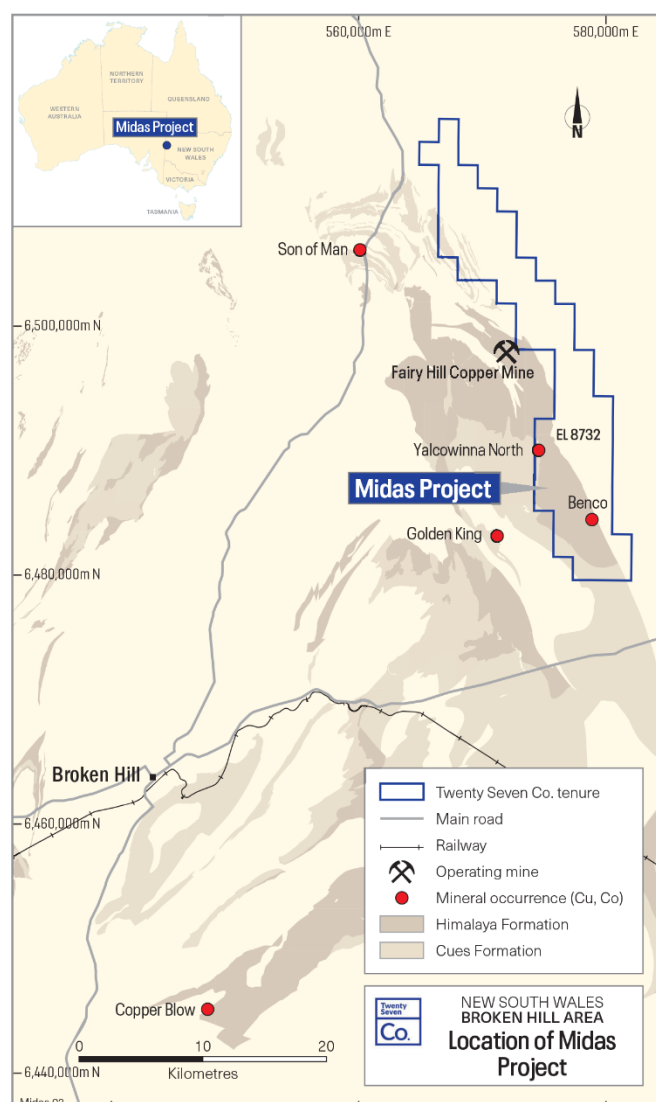 560,000m E
580,000m E
NORTHERN
TERRITORY
QUEENSLAND
WESTERN
AUSTRALIA
Midas Project
NEW SOUTH
WALES
VICTORIA
TASMANIA
N
Son of Man
6,500,000m N
Fairy Hill Copper Mine
EL 8732
Yalcowinna North
Midas Project
Benco
Golden King
6,480,000m N
Broken Hill
6,460,000m N
Twenty Seven Co. tenure
Main road
Railway
Operating mine
Mineral occurrence (Cu, Co)
Himalaya Formation
Cues Formation
Copper Blow
Twenty
Seven
Co.
NEW SOUTH WALES
BROKEN HILL AREA
Location of Midas
Project
0 10 20
Kilometres
6,440,000m N